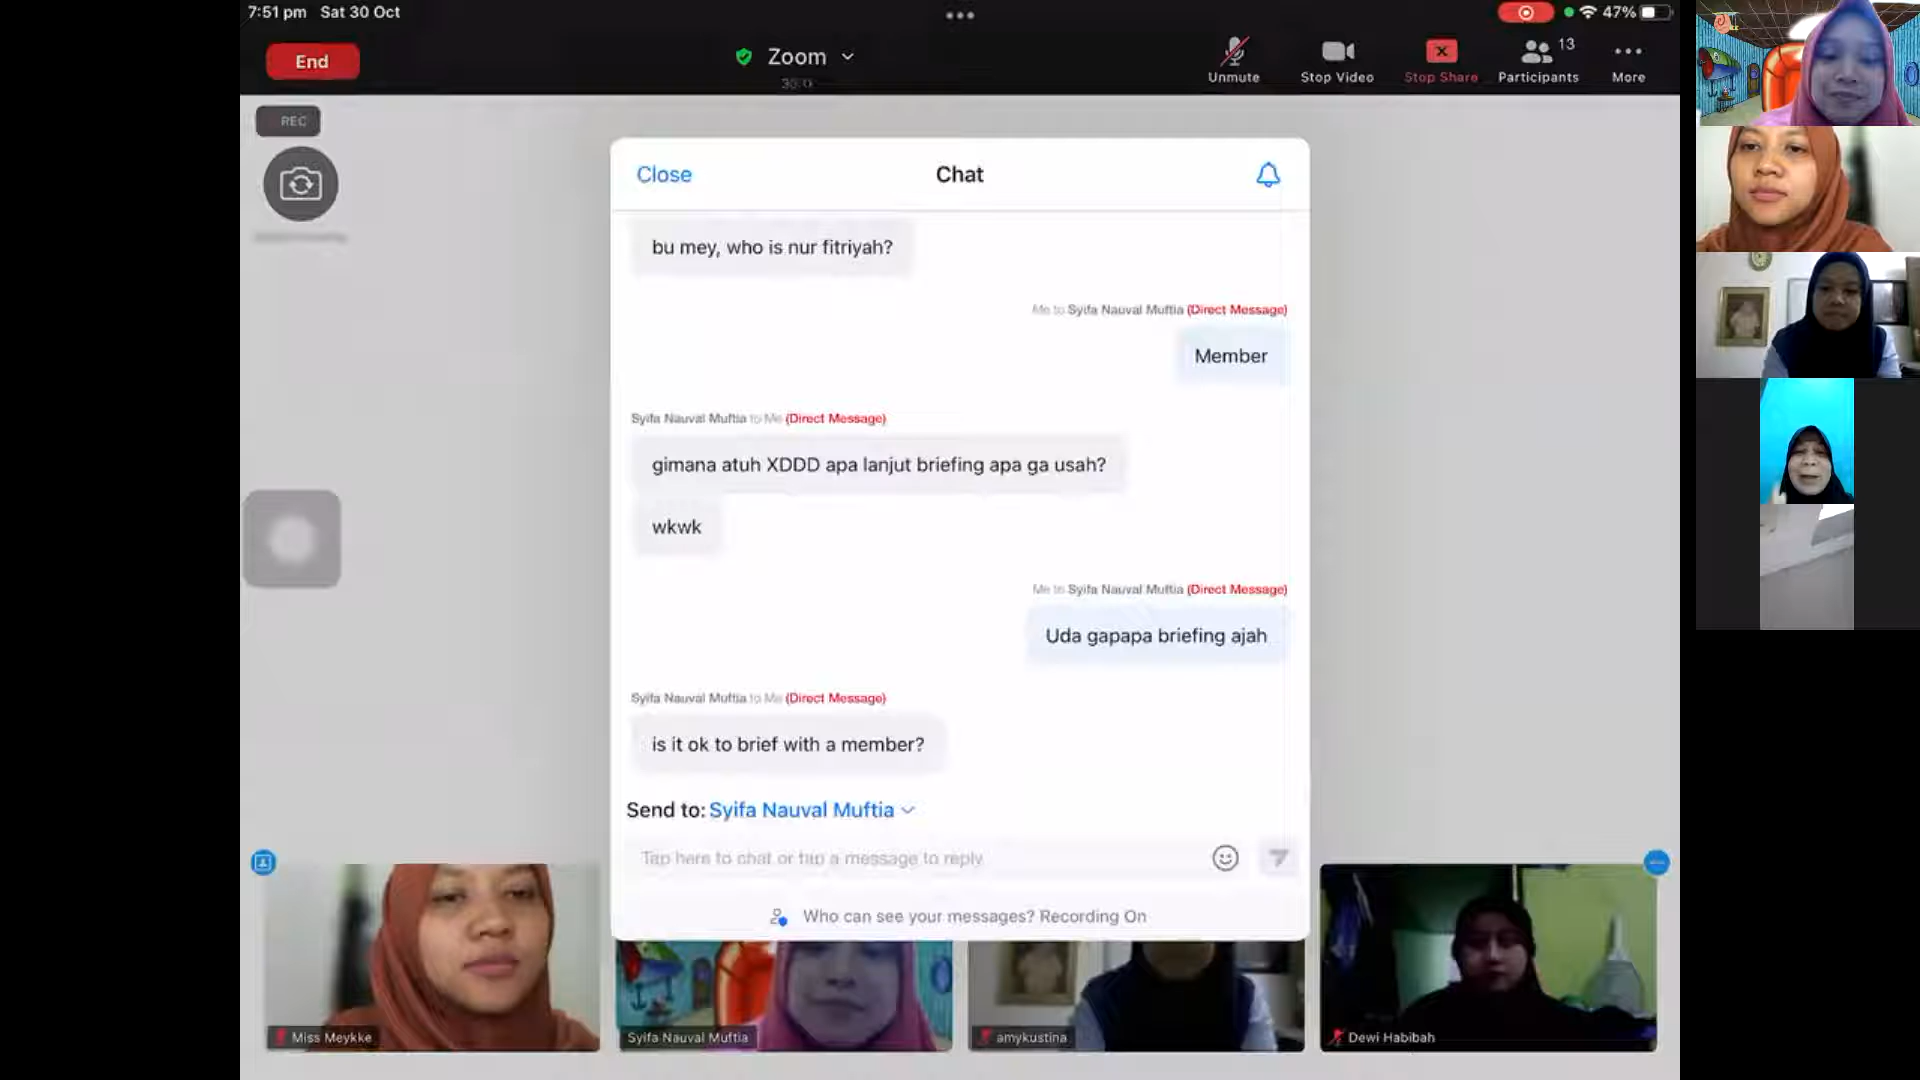 7:51 pm Sat 30 Oct
47%
End
Zoom
Unmute
Stop Video
Stop Share
13
Participants
More
REC
Close
Chat
bu mey, who is nur fitriyah?
Me to Syifa Nauval Muftia (Direct Message)
Member
Syifa Nauval Muftia to Me (Direct Message)
gimana atuh XDDD apa lanjut briefing apa ga usah?
wkwk
Me to Syifa Nauval Muftia (Direct Message)
Uda gapapa briefing ajah
Syifa Nauval Muftia to Me (Direct Message)
is it ok to brief with a member?
Send to: Syifa Nauval Muftia
Tap here to chat or tap a message to reply
Who can see your messages? Recording On
Miss Meykke
Syifa Nauval Muftia
amykustina
Dewi Habibah